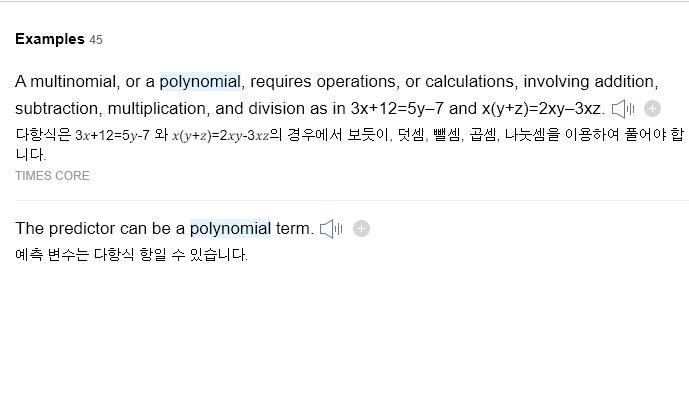 Examples 45
A multinomial, or a polynomial, requires operations, or calculations, involving addition,
subtraction, multiplication, and division as in 3x+12=5y–7 and x(y+z)=2xy–3xz.
다항식은 3x+12=5y-7 와 x(y+z)=2xy-3xz의 경우에서 보듯이, 덧셈, 뺄셈, 곱셈, 나눗셈을 이용하여 풀어야 합
니다.
TIMES CORE
The predictor can be a polynomial term.
예측 변수는 다항식 항일 수 있습니다.